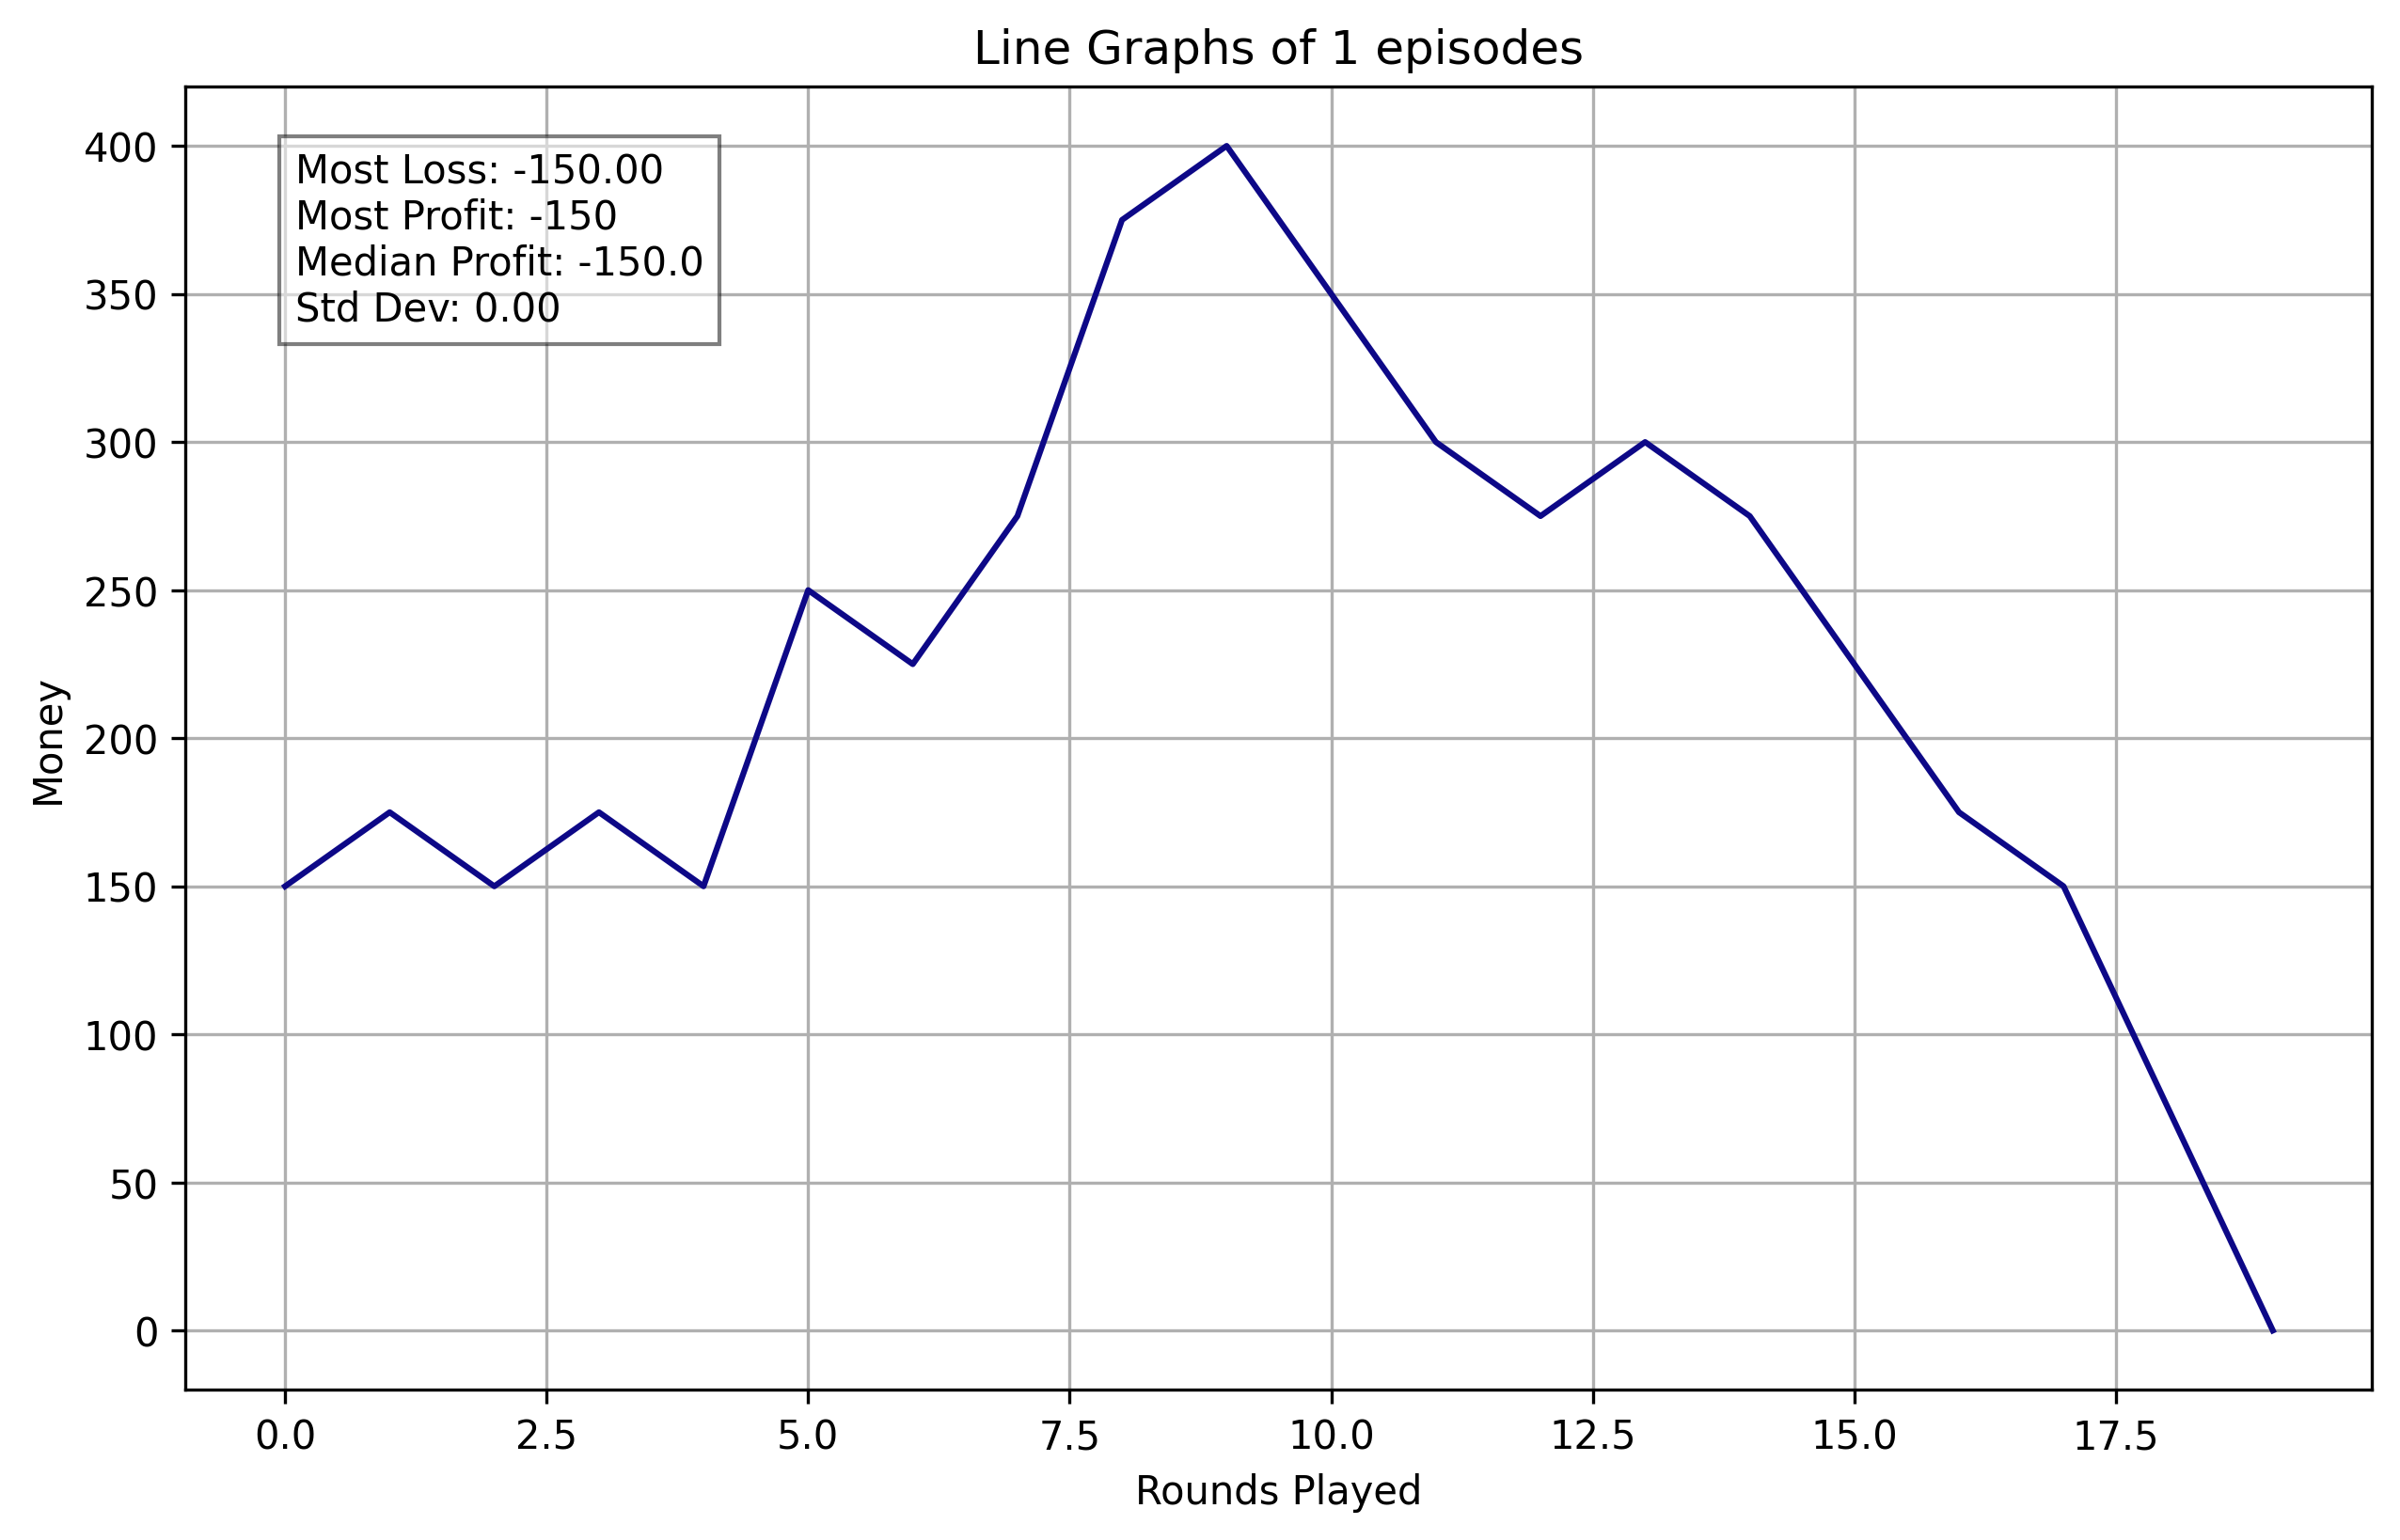 Line Graphs of 1 episodes
Most Loss: -150.00
Most Profit: -150
Median Profit: -150.0
Std Dev: 0.00
400
350
300
250
200
150
100
50
0
Money
0.0 2.5 5.0 7.5 10.0 12.5 15.0 17.5
Rounds Played